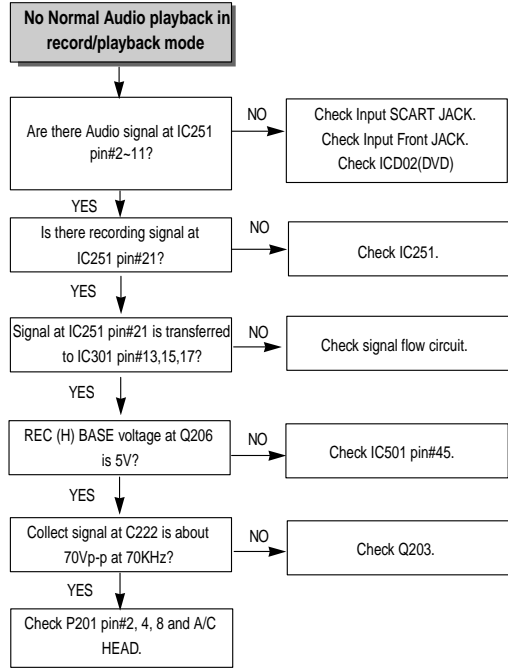 No Normal Audio playback in
record/playback mode
Are there Audio signal at IC251
pin#2~11?
NO
Check Input SCART JACK.
Check Input Front JACK.
Check ICD02(DVD)
YES
Is there recording signal at
IC251 pin#21?
NO
Check IC251.
YES
Signal at IC251 pin#21 is transferred
to IC301 pin#13,15,17?
NO
Check signal flow circuit.
YES
REC (H) BASE voltage at Q206
is 5V?
NO
Check IC501 pin#45.
YES
Collect signal at C222 is about
70Vp-p at 70KHz?
NO
Check Q203.
YES
Check P201 pin#2, 4, 8 and A/C
HEAD.